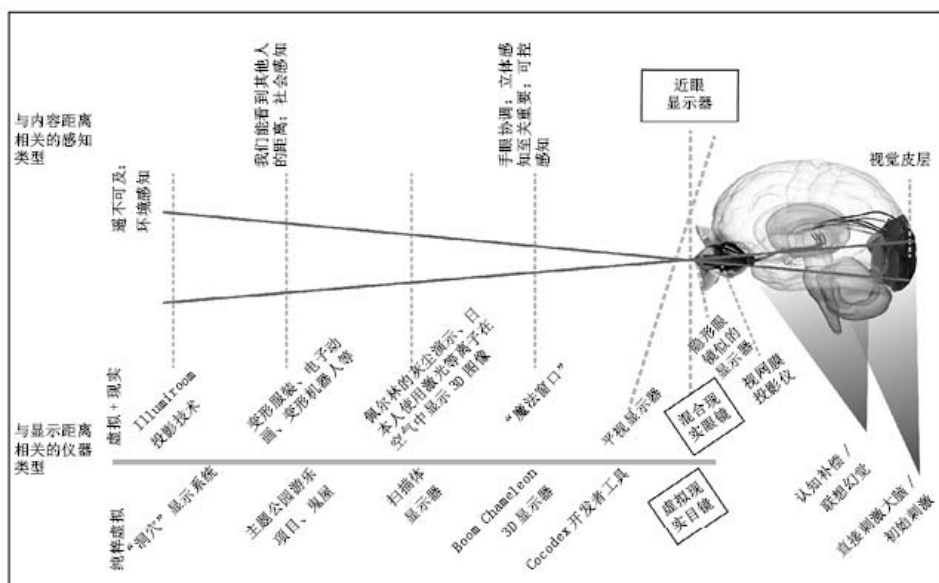 与内容距离
相关的感知
类型
遥不可及；
环境感知
我们能看到其他人
的距离；社会感知
手眼协调；立体感
知至关重要；可控
感知
近眼
显示器
视觉皮层
与显示距离
相关的仪器
类型
虚拟+现实
Illumiroom
投影技术
变形服装、电子动
画、变形机器人等
佩尔林的灰尘演示、日
本人使用激光等离子在
空气中显示3D图像
“魔法窗口”
平视显示器
混合现
实眼镜
隐形眼
镜似的
显示器
视网膜
投影仪
纯粹虚拟
“洞穴”显示系统
主题公园游乐
项目、鬼屋
扫描体
显示器
Boom Chameleon
3D显示器
Cocodex开发者工具
虚拟现
实目镜
认知补偿/
联想幻觉
直接刺激大脑/
初始刺激